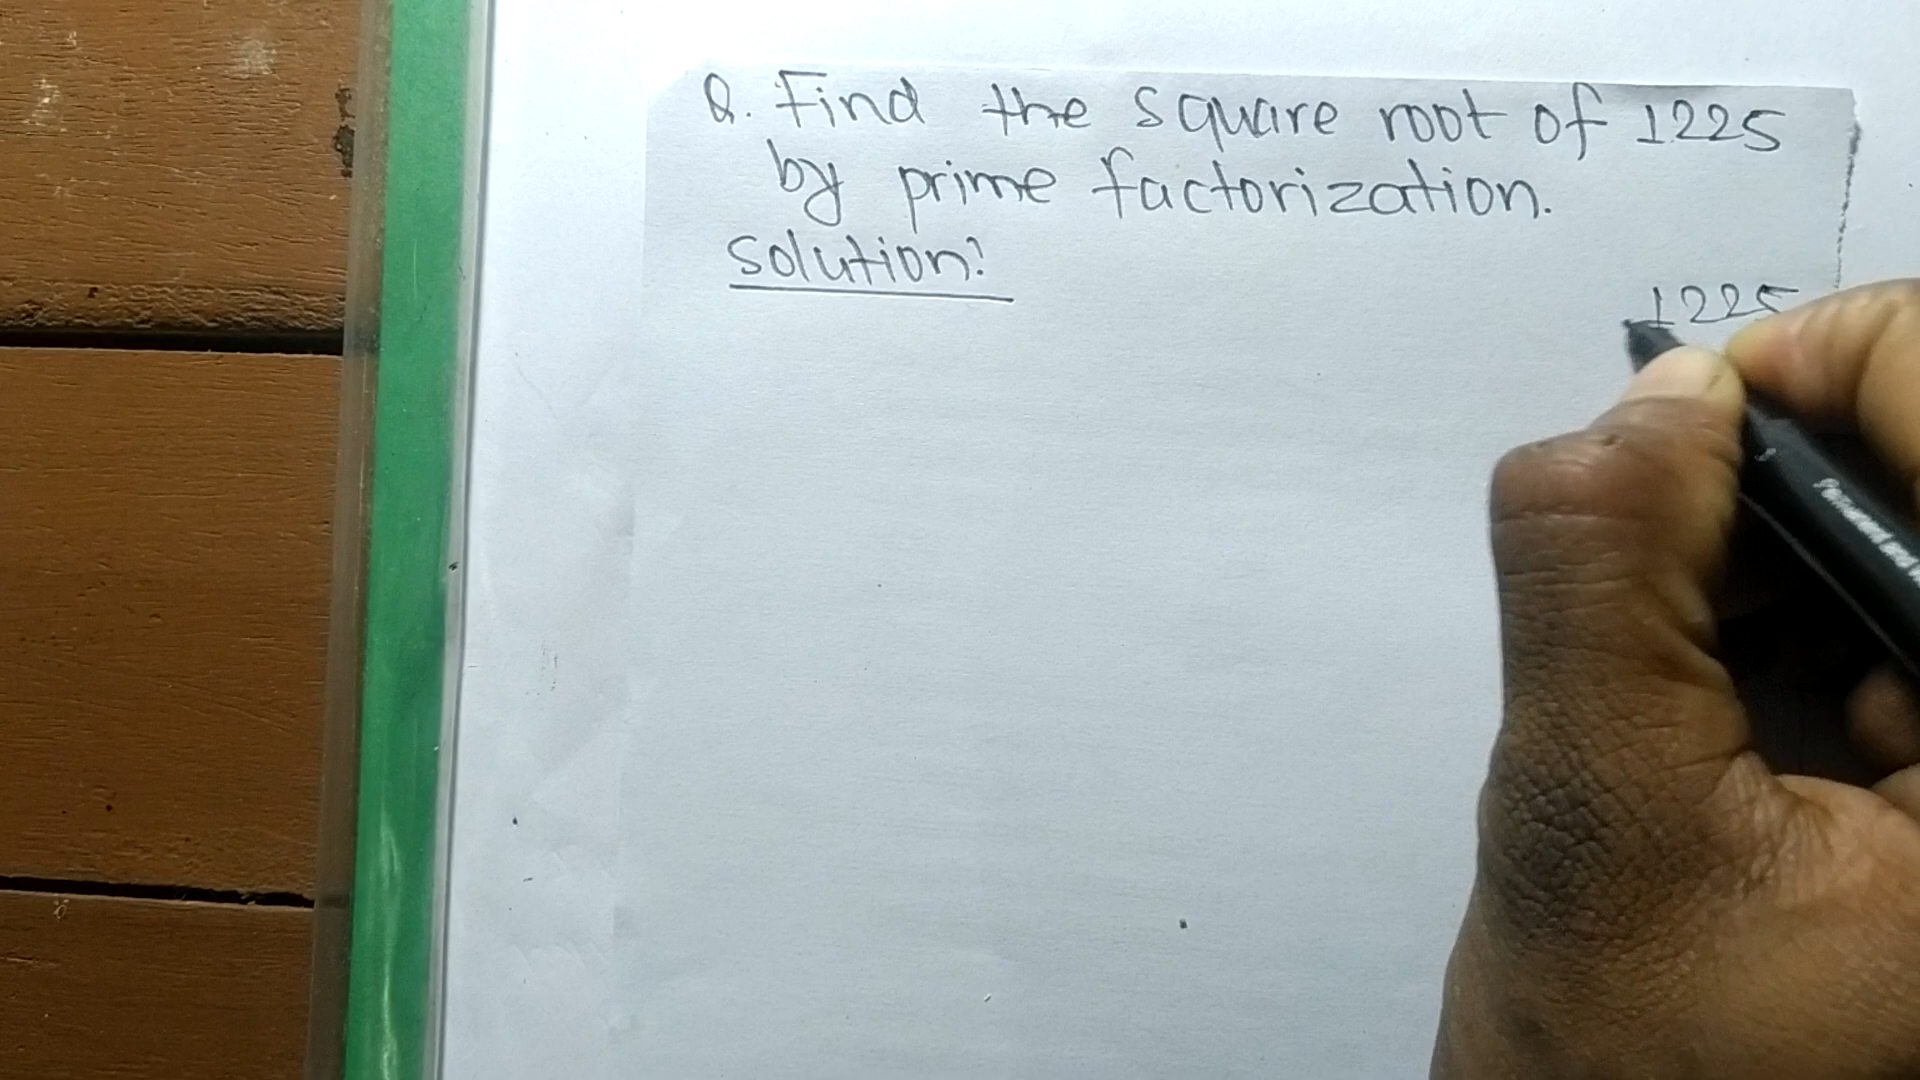 Q. Find the square root of 1225
by prime factorization.
Solution:
1225